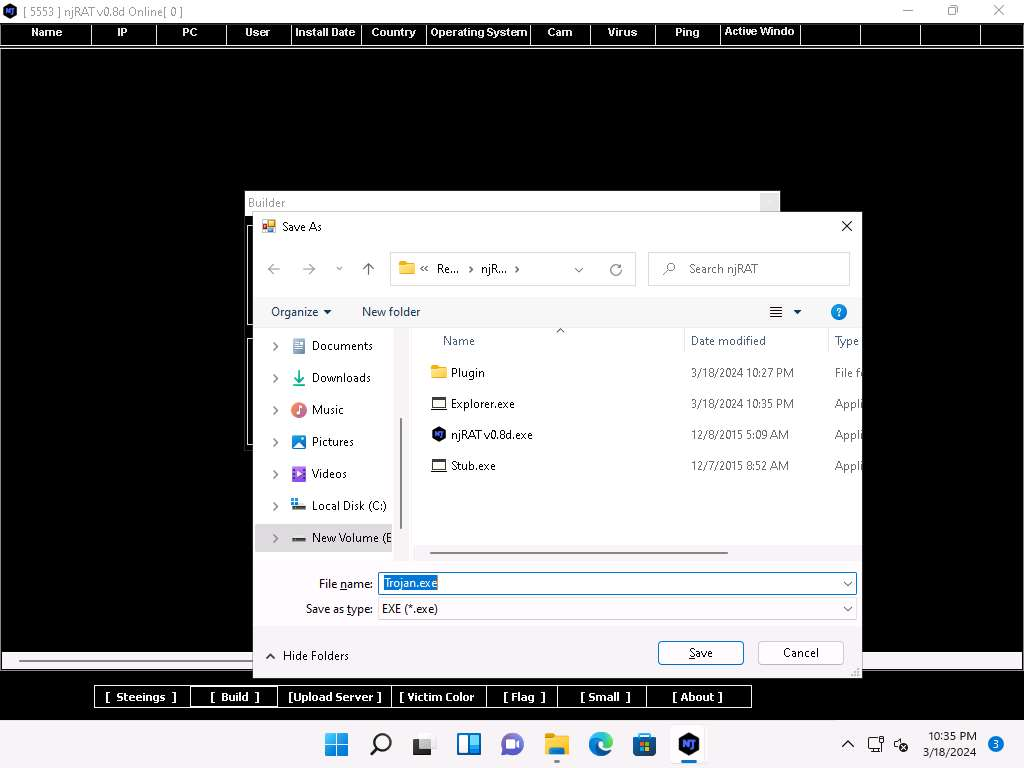 [ 5553 ] njRAT v0.8d Online[ 0 ]
Name IP PC User Install Date Country Operating System Cam Virus Ping Active Windo
Builder
Save As
« Re... › njR... ›
Search njRAT
Organize
New folder
?
Name Date modified Type
Documents
Downloads
Music
Pictures
Videos
Local Disk (C:)
New Volume (E
Plugin 3/18/2024 10:27 PM File f
Explorer.exe 3/18/2024 10:35 PM Appli
njRAT v0.8d.exe 12/8/2015 5:09 AM Appli
Stub.exe 12/7/2015 8:52 AM Appli
File name: Trojan.exe
Save as type: EXE (*.exe)
Hide Folders
Save
Cancel
[ Steeings ] [ Build ] [Upload Server ] [ Victim Color [ Flag ] [ Small ] [ About ]
NJ
10:35 PM
3/18/2024
3